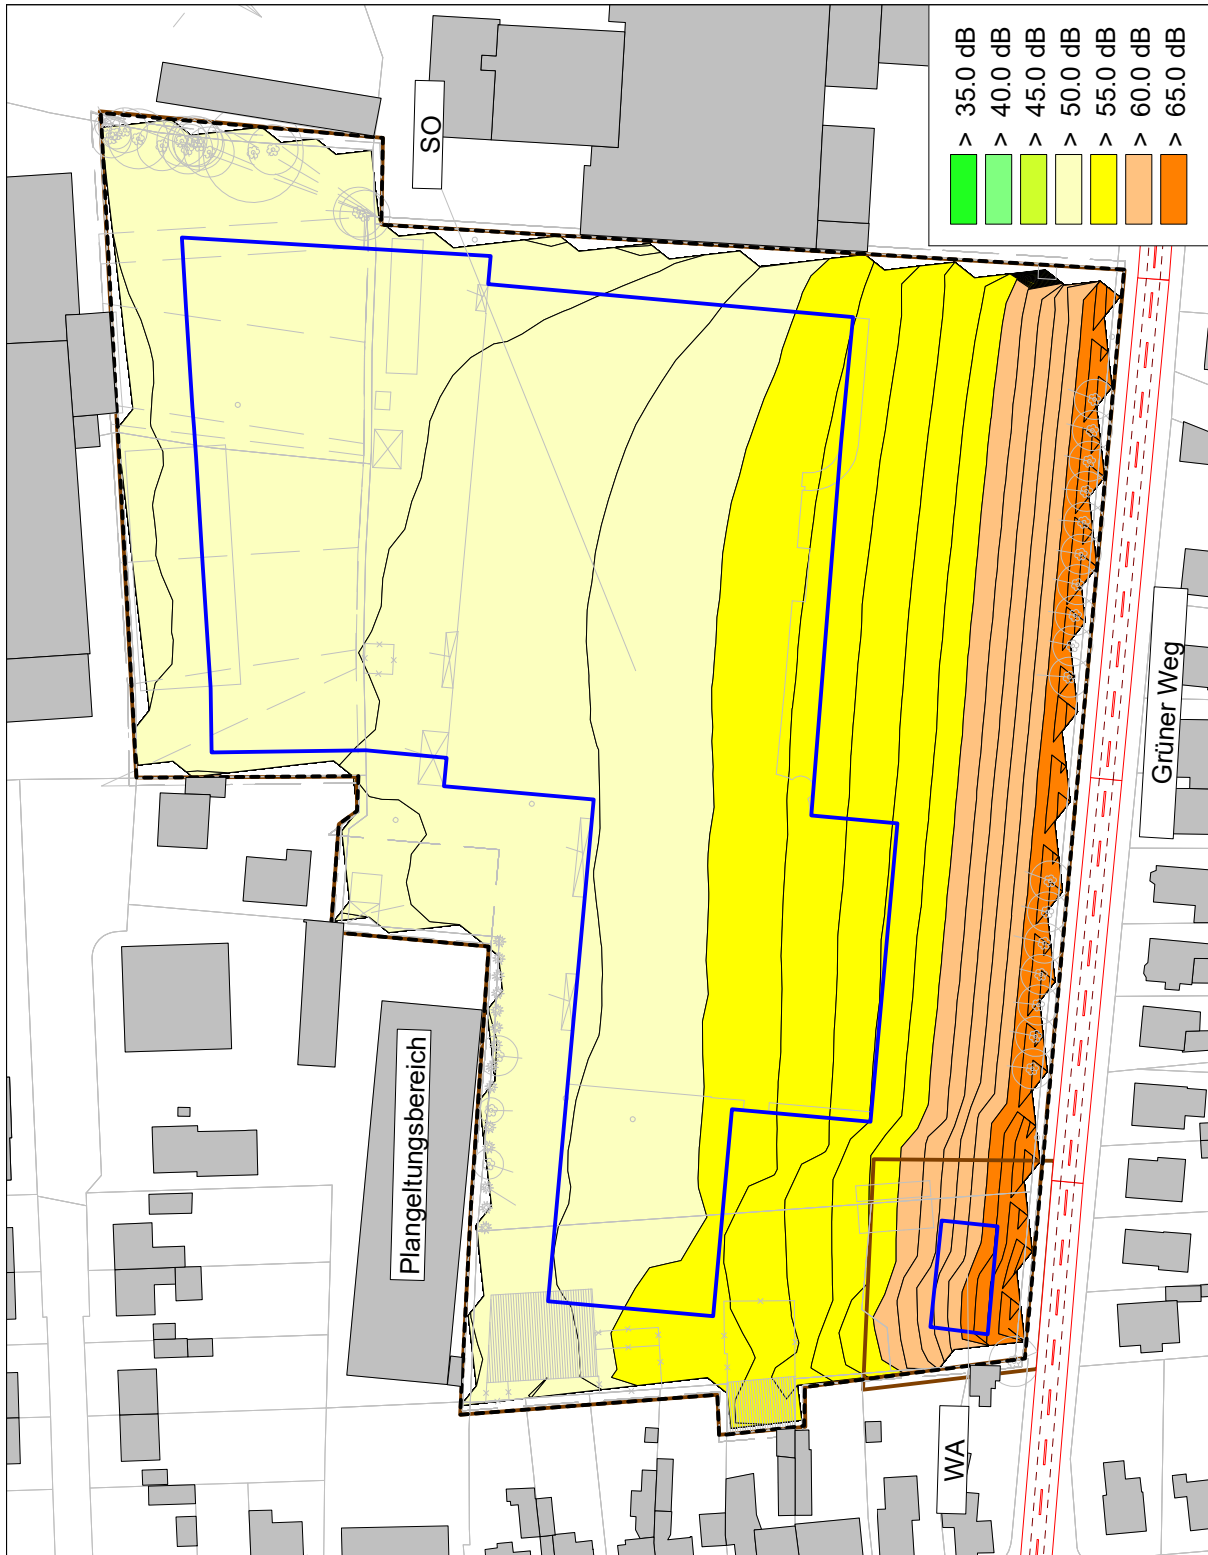 SO
> 35.0 dB
> 40.0 dB
> 45.0 dB
> 50.0 dB
> 55.0 dB
> 60.0 dB
> 65.0 dB
Grüner Weg
Plangeltungsbereich
WA